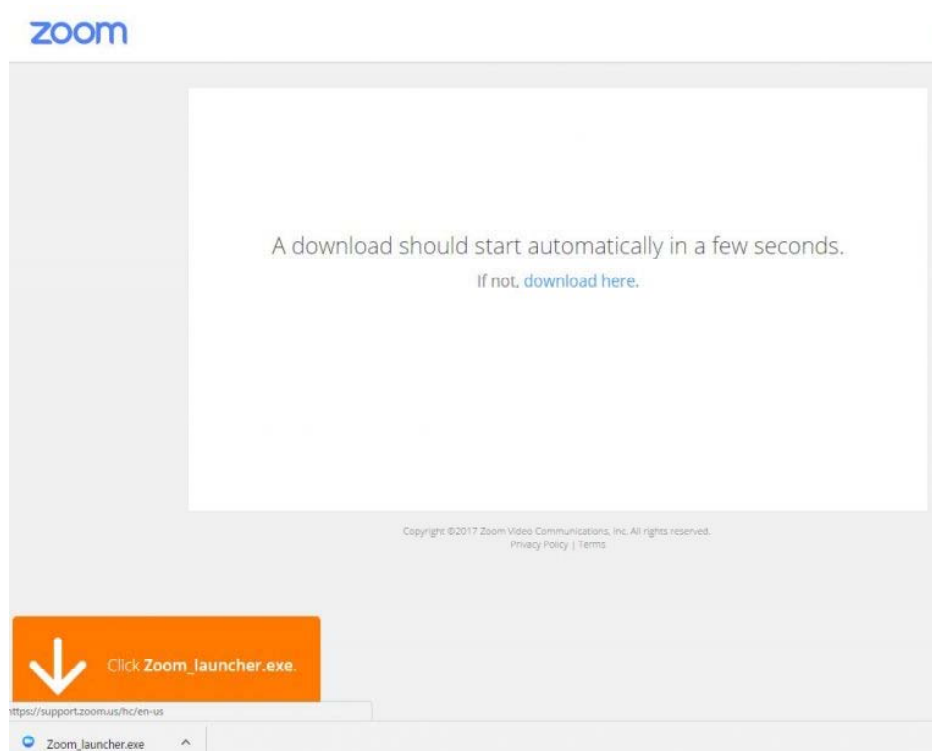 zoom
A download should start automatically in a few seconds.
If not, download here.
Copyright ©2017 Zoom Video Communications, Inc. All rights reserved.
Privacy Policy | Terms
Click Zoom_launcher.exe.
https://support.zoom.us/hc/en-us
Zoom_launcher.exe